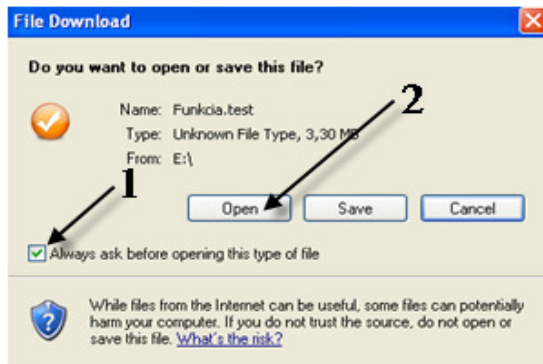 File Download
Do you want to open or save this file?
Name: Funkcia.test
Type: Unknown File Type, 3,30 MB
From: E:\
2
1
Open Save Cancel
Always ask before opening this type of file
While files from the Internet can be useful, some files can potentially
harm your computer. If you do not trust the source, do not open or
save this file. What's the risk?